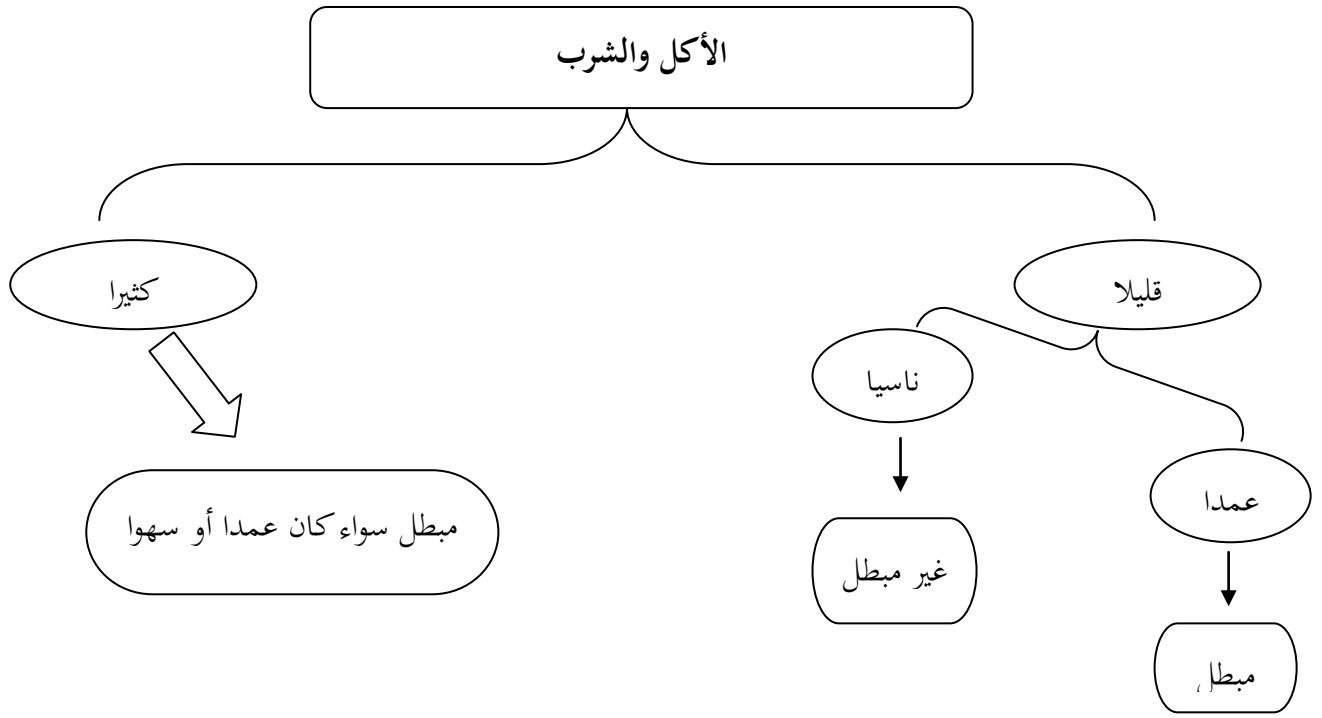 الأكل والشرب
قليلا
كثيرا
ناسيا
عمدا
غير مبطل
مبطل
مبطل سواء كان عمدا أو سهوا